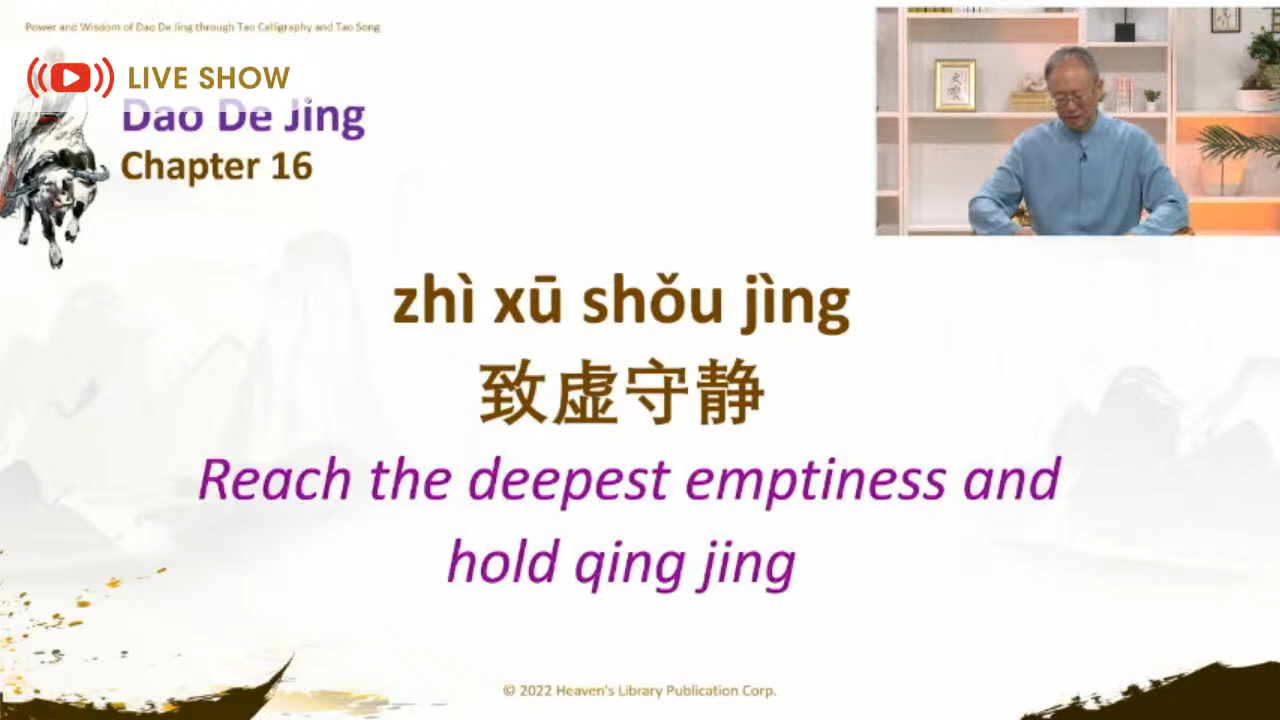 Power and Wisdom of Dao De Jing through Tao Calligraphy and Tao Song
LIVE SHOW
Dao De Jing
Chapter 16
zhì xū shǒu jìng
致虚守静
Reach the deepest emptiness and
hold qing jing
© 2022 Heaven's Library Publication Corp.